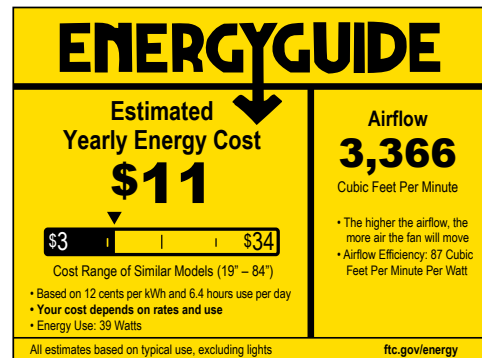 ENERGYGUIDE
Estimated
Yearly Energy Cost
$11
$3
$34
Cost Range of Similar Models (19” – 84”)
• Based on 12 cents per kWh and 6.4 hours use per day
• Your cost depends on rates and use
• Energy Use: 39 Watts
Airflow
3,366
Cubic Feet Per Minute
• The higher the airflow, the
more air the fan will move
• Airflow Efficiency: 87 Cubic
Feet Per Minute Per Watt
All estimates based on typical use, excluding lights
ftc.gov/energy